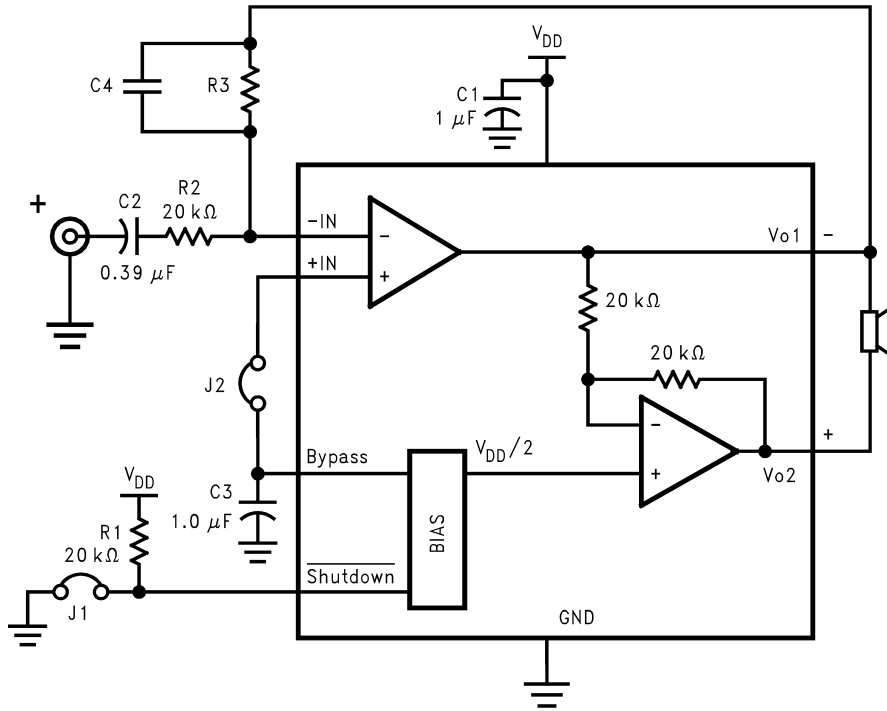 V_DD
C4
R3
C1
1 μF
+
C2
R2
20 kΩ
0.39 μF
-IN
+IN
-
+
Vo1
-
20 kΩ
20 kΩ
J2
Bypass
V_DD/2
-
+
+
Vo2
C3
1.0 μF
V_DD
R1
20 kΩ
BIAS
Shutdown
J1
GND